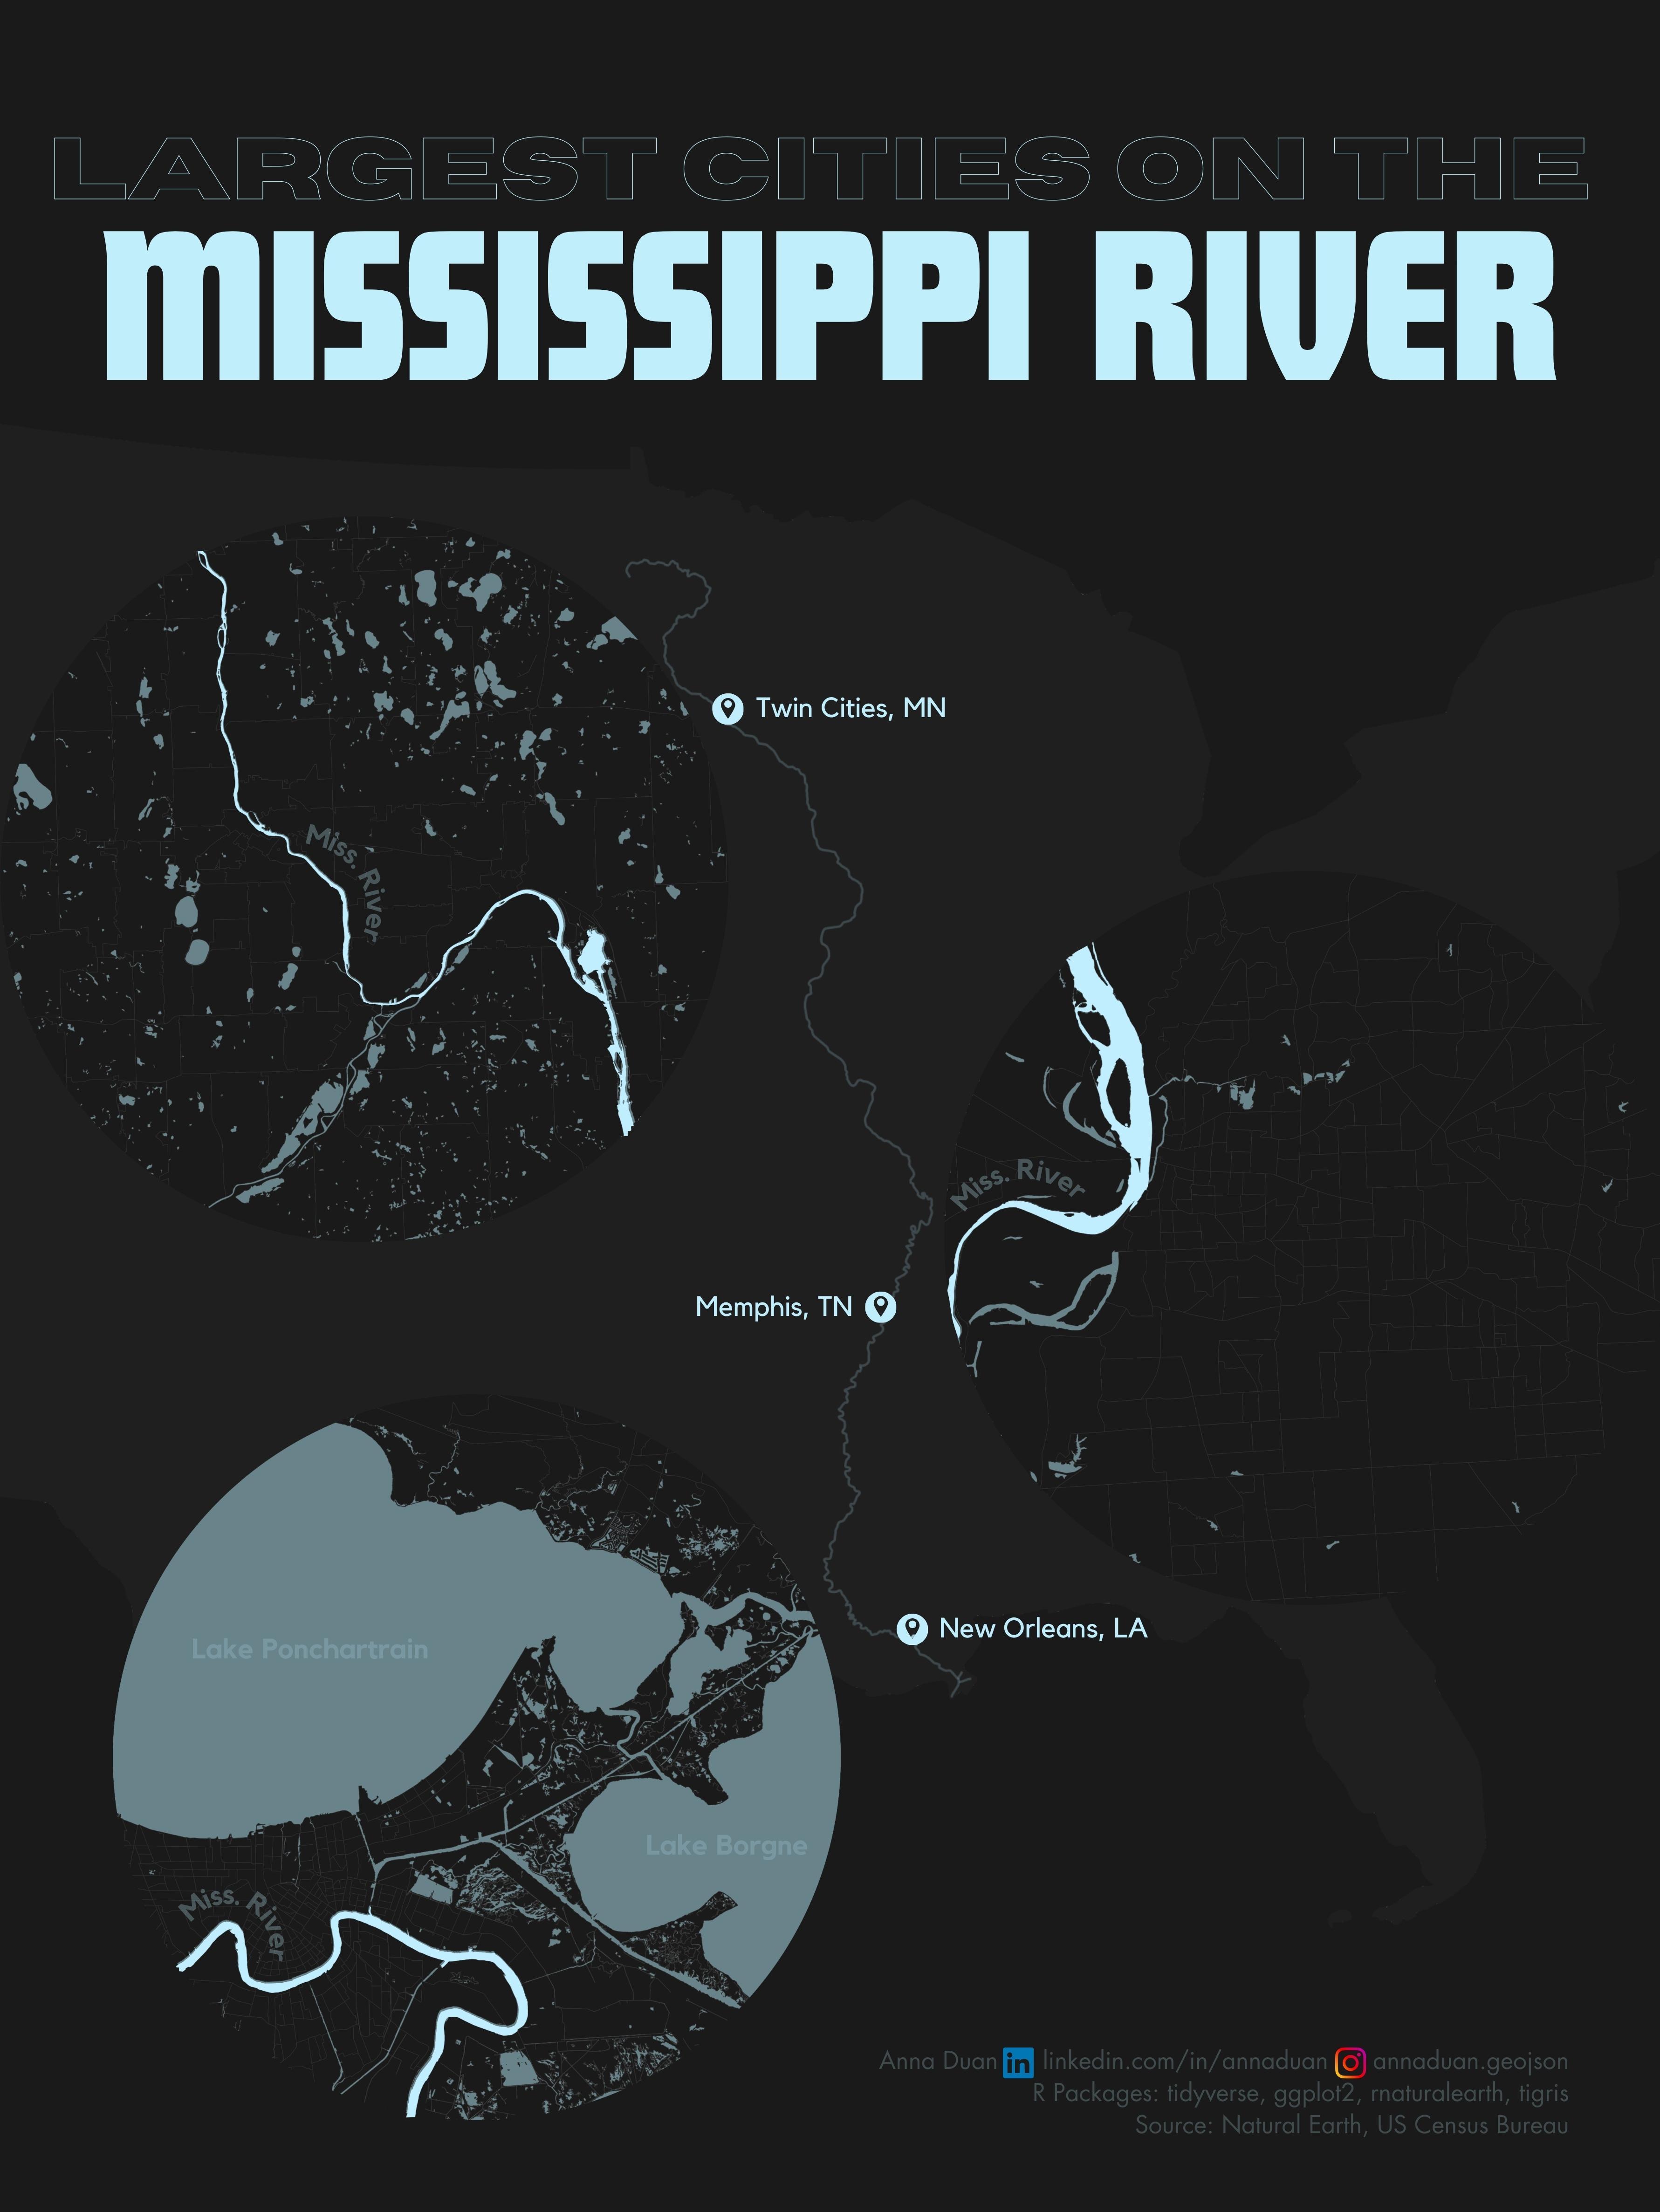 LARGEST CITIES ON THE
MISSISSIPPI RIVER
Twin Cities, MN
Miss. River
Miss. River
Memphis, TN
New Orleans, LA
Lake Ponchartrain
Lake Borgne
Miss. River
Anna Duan in linkedin.com/in/annaduan annaduan.geojson
R Packages: tidyverse, ggplot2, rnaturalearth, tigris
Source: Natural Earth, US Census Bureau